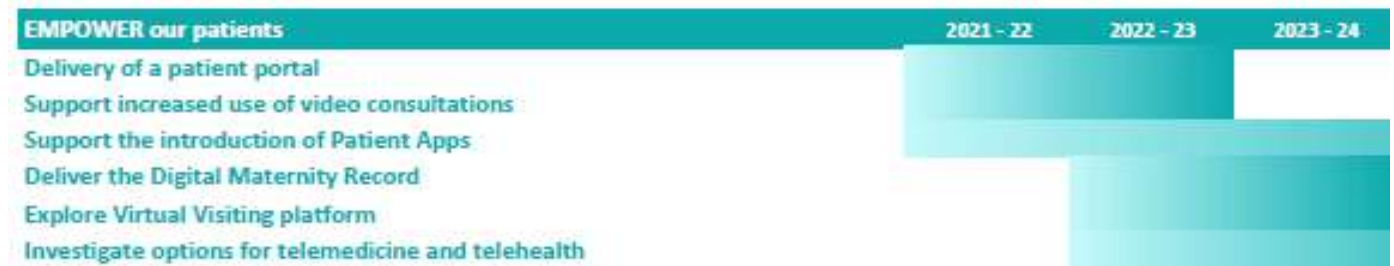 EMPOWER our patients 2021 - 22 2022 - 23 2023 - 24
Delivery of a patient portal
Support increased use of video consultations
Support the introduction of Patient Apps
Deliver the Digital Maternity Record
Explore Virtual Visiting platform
Investigate options for telemedicine and telehealth